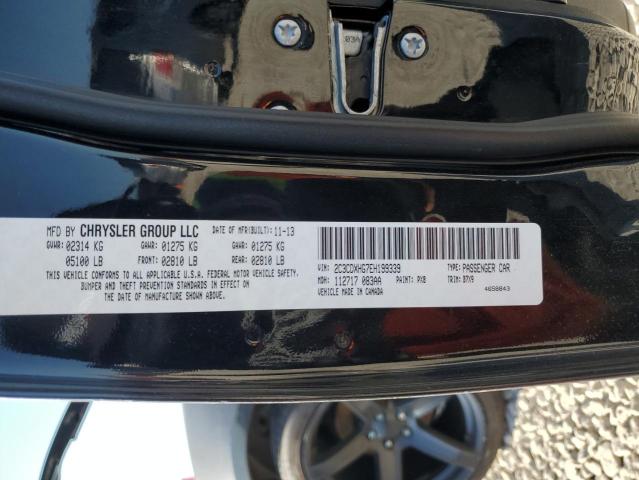 03A
MFD BY CHRYSLER GROUP LLC DATE OF MFR(BUILT): 11-13
GVWR: 02314 KG GAWR: 01275 KG GAWR: 01275 KG
05100 LB FRONT: 02810 LB REAR: 02810 LB
THIS VEHICLE CONFORMS TO ALL APPLICABLE U.S.A. FEDERAL MOTOR VEHICLE SAFETY,
BUMPER AND THEFT PREVENTION STANDARDS IN EFFECT ON
THE DATE OF MANUFACTURE SHOWN ABOVE.
VIN: 2C3CDXHG7EH199339 TYPE: PASSENGER CAR
MDH: 112717 083AA PAINT: PX8 TRIM: B7X9
VEHICLE MADE IN CANADA 4658843